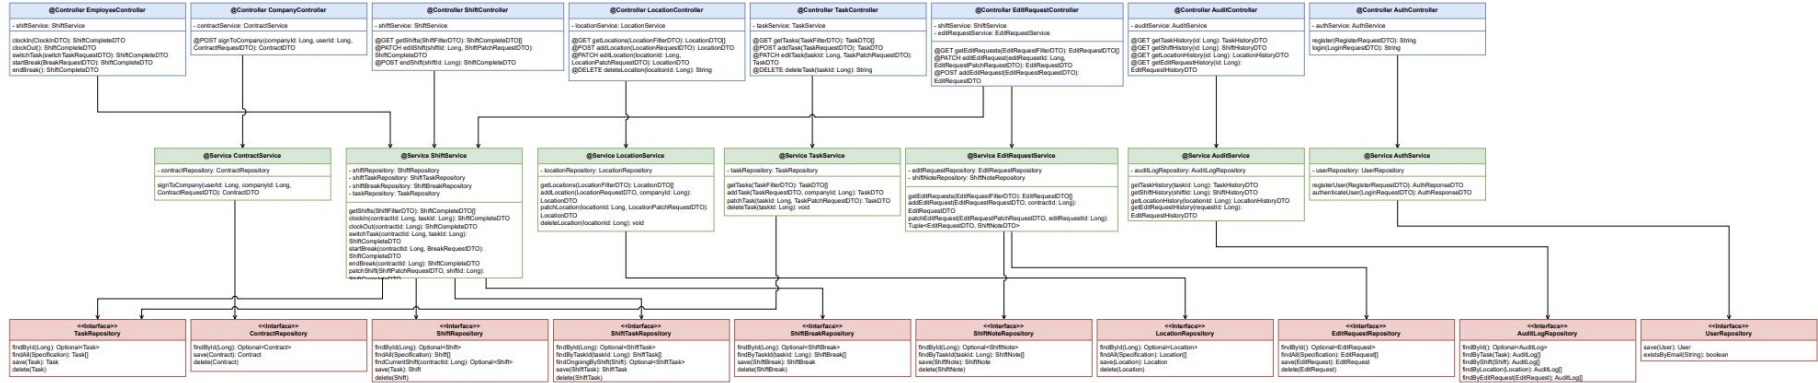 @Controller EmployeeController
- shiftService: ShiftService
clockIn(ClockInDTO): ShiftCompleteDTO
clockOut(): ShiftCompleteDTO
switchTask(switchTaskRequestDTO): ShiftCompleteDTO
startBreak(BreakRequestDTO): ShiftCompleteDTO
endBreak(): ShiftCompleteDTO
@Controller CompanyController
- contractService: ContractService
@POST signToCompany(companyId: Long, userId: Long,
ContractRequestDTO): ContractDTO
@Controller ShiftController
- shiftService: ShiftService
@GET getShifts(ShiftFilterDTO): ShiftCompleteDTO[]
@PATCH editShift(shiftId: Long, ShiftPatchRequestDTO):
ShiftCompleteDTO
@POST endShift(shiftId: Long): ShiftCompleteDTO
@Controller LocationController
- locationService: LocationService
@GET getLocations(LocationFilterDTO): LocationDTO[]
@POST addLocation(LocationRequestDTO): LocationDTO
@PATCH editLocation(locationId: Long,
LocationPatchRequestDTO): LocationDTO
@DELETE deleteLocation(locationId: Long): String
@Controller TaskController
- taskService: TaskService
@GET getTasks(TaskFilterDTO): TaskDTO[]
@POST addTask(TaskRequestDTO): TaskDTO
@PATCH editTask(taskId: Long, TaskPatchRequestDTO):
TaskDTO
@DELETE deleteTask(taskId: Long): String
@Controller EditRequestController
- shiftService: ShiftService
- editRequestService: EditRequestService
@GET getEditRequests(EditRequestFilterDTO): EditRequestDTO[]
@PATCH editEditRequest(editRequestId: Long,
EditRequestPatchRequestDTO): EditRequestDTO
@POST addEditRequest(EditRequestRequestDTO):
EditRequestDTO
@Controller AuditController
- auditService: AuditService
@GET getTaskHistory(id: Long): TaskHistoryDTO
@GET getShiftHistory(id: Long): ShiftHistoryDTO
@GET getLocationHistory(id: Long): LocationHistoryDTO
@GET getEditRequestHistory(id: Long):
EditRequestHistoryDTO
@Controller AuthController
- authService: AuthService
register(RegisterRequestDTO): String
login(LoginRequestDTO): String
@Service ContractService
- contractRepository: ContractRepository
signToCompany(userId: Long, companyId: Long,
ContractRequestDTO): ContractDTO
@Service ShiftService
- shiftRepository: ShiftRepository
- shiftTaskRepository: ShiftTaskRepository
- shiftBreakRepository: ShiftBreakRepository
- taskRepository: TaskRepository
getShifts(ShiftFilterDTO): ShiftCompleteDTO[]
clockIn(contractId: Long, taskId: Long): ShiftCompleteDTO
clockOut(contractId: Long): ShiftCompleteDTO
switchTask(contractId: Long, taskId: Long):
ShiftCompleteDTO
startBreak(contractId: Long, BreakRequestDTO):
ShiftCompleteDTO
endBreak(contractId: Long): ShiftCompleteDTO
patchShift(ShiftPatchRequestDTO, shiftId: Long):
@Service LocationService
- locationRepository: LocationRepository
getLocations(LocationFilterDTO): LocationDTO[]
addLocation(LocationRequestDTO, companyId: Long):
LocationDTO
patchLocation(locationId: Long, LocationPatchRequestDTO):
LocationDTO
deleteLocation(locationId: Long): void
@Service TaskService
- taskRepository: TaskRepository
getTasks(TaskFilterDTO): TaskDTO[]
addTask(TaskRequestDTO, companyId: Long): TaskDTO
patchTask(taskId: Long, TaskPatchRequestDTO): TaskDTO
deleteTask(taskId: Long): void
@Service EditRequestService
- editRequestRepository: EditRequestRepository
- shiftNoteRepository: ShiftNoteRepository
getEditRequests(EditRequestFilterDTO): EditRequestDTO[]
addEditRequest(EditRequestRequestDTO, contractId: Long):
EditRequestDTO
patchEditRequest(EditRequestPatchRequestDTO, editRequestId: Long):
Tuple<EditRequestDTO, ShiftNoteDTO>
@Service AuditService
- auditLogRepository: AuditLogRepository
getTaskHistory(taskId: Long): TaskHistoryDTO
getShiftHistory(shiftId: Long): ShiftHistoryDTO
getLocationHistory(locationId: Long): LocationHistoryDTO
getEditRequestHistory(requestId: Long):
EditRequestHistoryDTO
@Service AuthService
- userRepository: UserRepository
registerUser(RegisterRequestDTO): AuthReponseDTO
authenticateUser(LoginRequestDTO): AuthResponseDTO
<<Interface>>
TaskRepository
findById(Long): Optional<Task>
findAll(Specification): Task[]
save(Task): Task
delete(Task)
<<Interface>>
ContractRepository
findById(Long): Optional<Contract>
save(Contract): Contract
delete(Contract)
<<Interface>>
ShiftRepository
findById(Long): Optional<Shift>
findAll(Specification): Shift[]
findCurrentShift(contractId: Long): Optional<Shift>
save(Task): Shift
delete(Shift)
<<Interface>>
ShiftTaskRepository
findById(Long): Optional<ShiftTask>
findByTaskId(taskId: Long): ShiftTask[]
findOngoingByShift(Shift): Optional<ShiftTask>
save(ShiftTask): ShiftTask
delete(ShiftTask)
<<Interface>>
ShiftBreakRepository
findById(Long): Optional<ShiftBreak>
findByTaskId(taskId: Long): ShiftBreak[]
save(ShiftBreak): ShiftBreak
delete(ShiftBreak)
<<Interface>>
ShiftNoteRepository
findById(Long): Optional<ShiftNote>
findByTaskId(taskId: Long): ShiftNote[]
save(ShiftNote): ShiftNote
delete(ShiftNote)
<<Interface>>
LocationRepository
findById(Long): Optional<Location>
findAll(Specification): Location[]
save(Location): Location
delete(Location)
<<Interface>>
EditRequestRepository
findById(): Optional<EditRequest>
findAll(Specification): EditRequest[]
save(EditRequest): EditRequest
delete(EditRequest)
<<Interface>>
AuditLogRepository
findById(): Optional<AuditLog>
findByTask(Task): AuditLog[]
findByShift(Shift): AuditLog[]
findByLocation(Location): AuditLog[]
findByEditRequest(EditRequest): AuditLog[]
<<Interface>>
UserRepository
save(User): User
existsByEmail(String): boolean